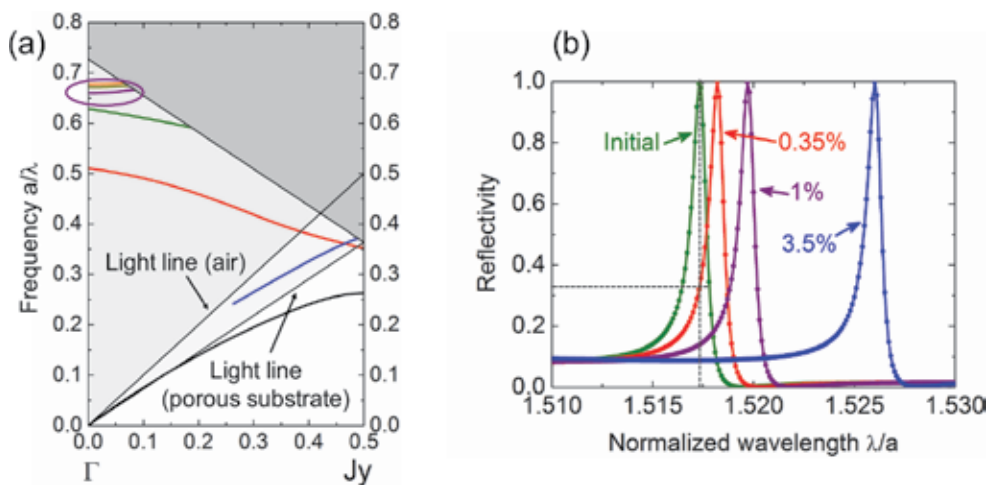 (a)
0.8
0.7
0.6
0.5
0.4
0.3
0.2
0.1
0.0
Frequency a/λ
0.8
0.7
0.6
0.5
0.4
0.3
0.2
0.1
0.0
Light line (air)
Light line
(porous substrate)
0.0 0.1 0.2 0.3 0.4 0.5
Γ Jy
(b)
1.0
0.8
0.6
0.4
0.2
0.0
Reflectivity
Initial
0.35%
1%
3.5%
1.510 1.515 1.520 1.525 1.530
Normalized wavelength λ/a